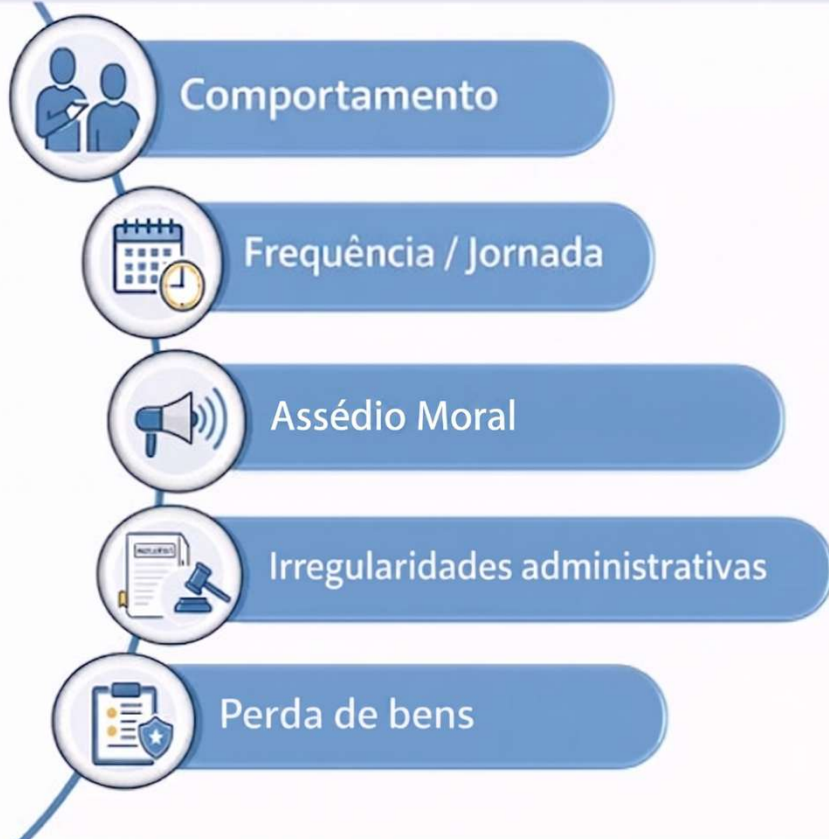 Comportamento
Frequência / Jornada
Assédio Moral
Irregularidades administrativas
Perda de bens